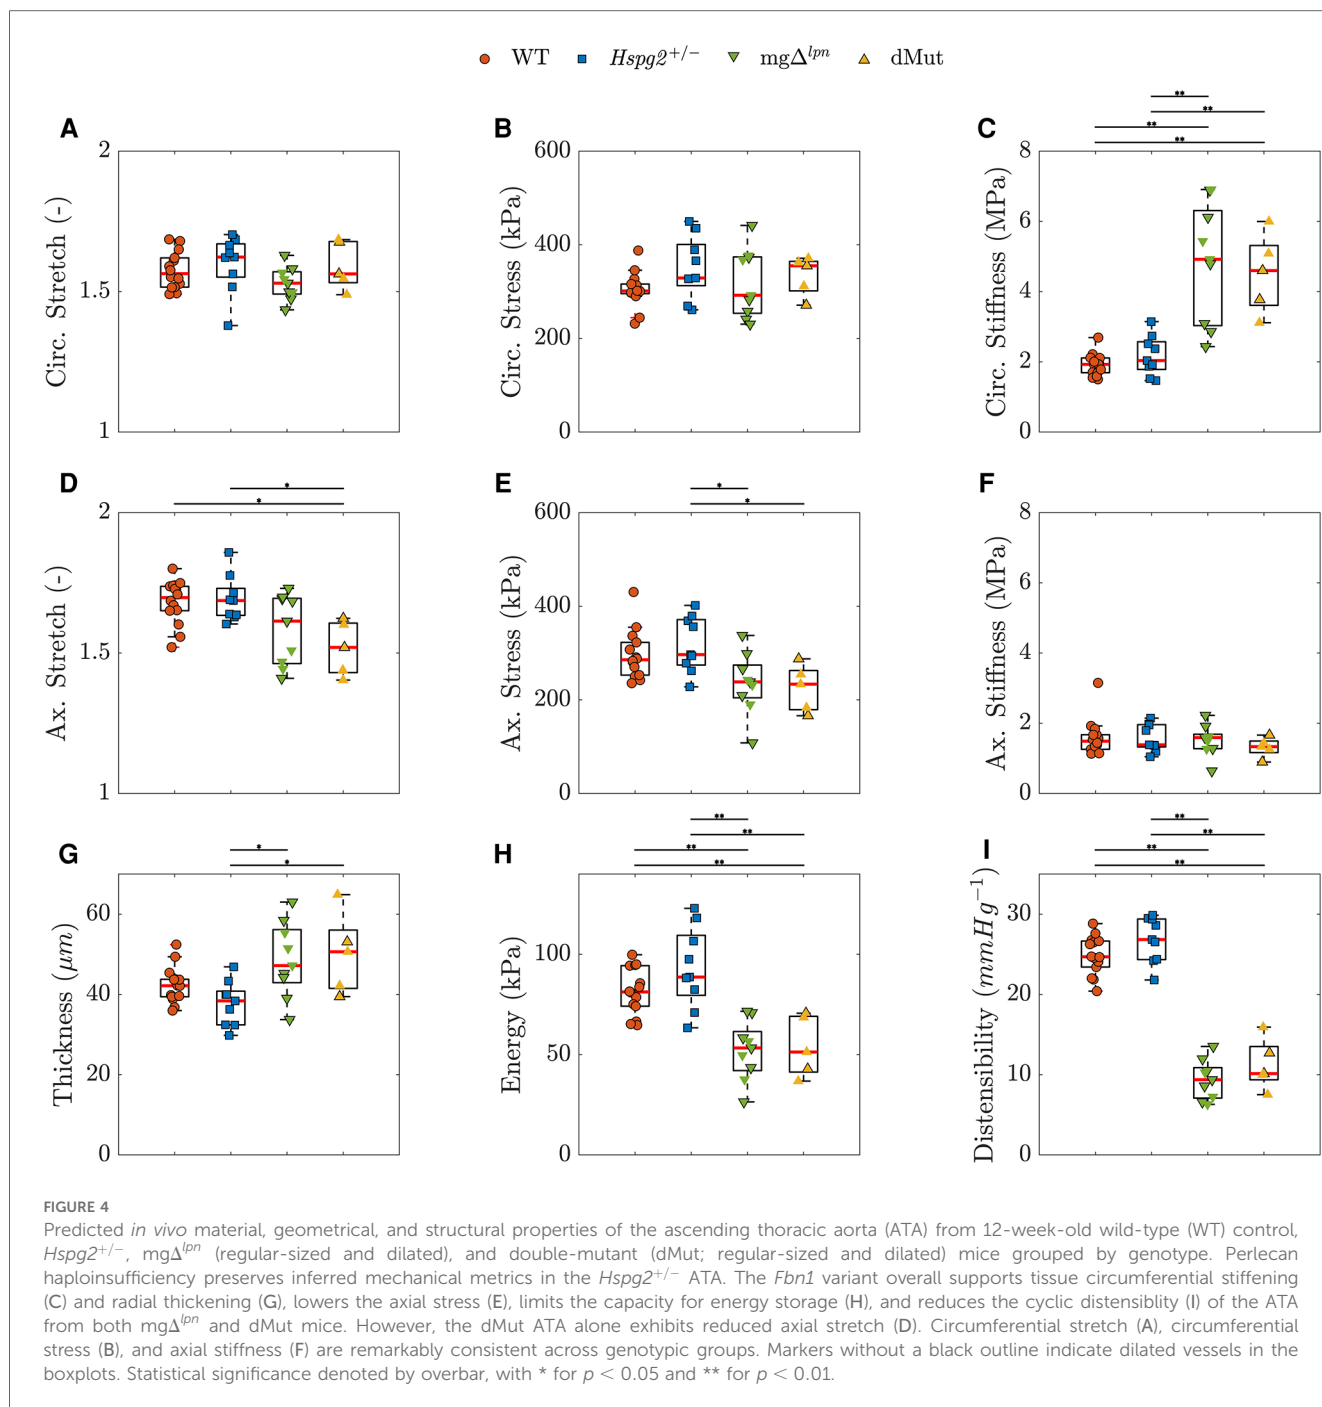 WT Hspg2+/− mgΔlpn dMut
A
Circ. Stretch (-)
2
1.5
1
B
Circ. Stress (kPa)
600
400
200
0
C
** 
**
**
**
Circ. Stiffness (MPa)
8
6
4
2
0
D
*
*
Ax. Stretch (-)
2
1.5
1
E
*
*
Ax. Stress (kPa)
600
400
200
0
F
Ax. Stiffness (MPa)
8
6
4
2
0
G
*
*
Thickness (μm)
60
40
20
0
H
**
**
**
**
Energy (kPa)
100
50
0
I
**
**
**
**
Distensibility (mmHg−1)
30
20
10
0
FIGURE 4
Predicted in vivo material, geometrical, and structural properties of the ascending thoracic aorta (ATA) from 12-week-old wild-type (WT) control,
Hspg2+/−, mgΔlpn (regular-sized and dilated), and double-mutant (dMut; regular-sized and dilated) mice grouped by genotype. Perlecan
haploinsufficiency preserves inferred mechanical metrics in the Hspg2+/− ATA. The Fbn1 variant overall supports tissue circumferential stiffening
(C) and radial thickening (G), lowers the axial stress (E), limits the capacity for energy storage (H), and reduces the cyclic distensiblity (I) of the ATA
from both mgΔlpn and dMut mice. However, the dMut ATA alone exhibits reduced axial stretch (D). Circumferential stretch (A), circumferential
stress (B), and axial stiffness (F) are remarkably consistent across genotypic groups. Markers without a black outline indicate dilated vessels in the
boxplots. Statistical significance denoted by overbar, with * for p < 0.05 and ** for p < 0.01.